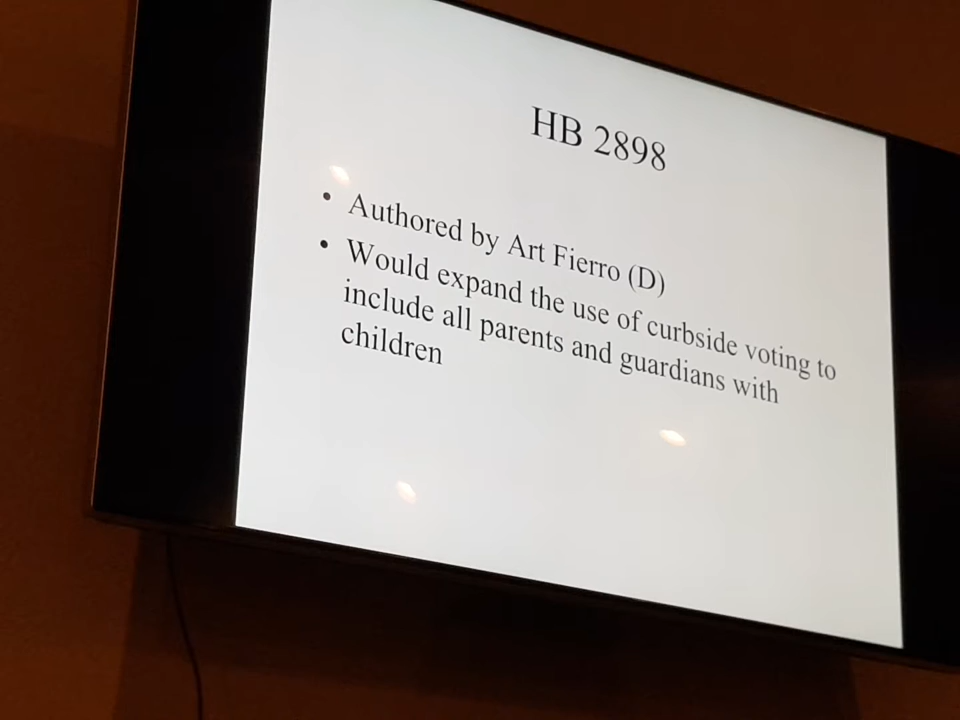 HB 2898
• Authored by Art Fierro (D)
• Would expand the use of curbside voting to
include all parents and guardians with
children